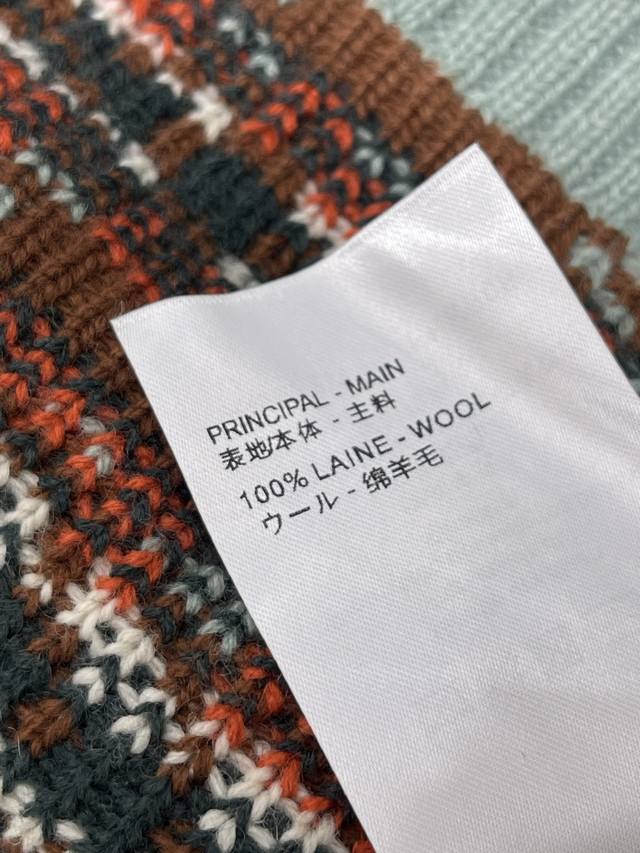 PRINCIPAL - MAIN
表地/本体 - 主料
100% LAINE - WOOL
ウール - 绵羊毛